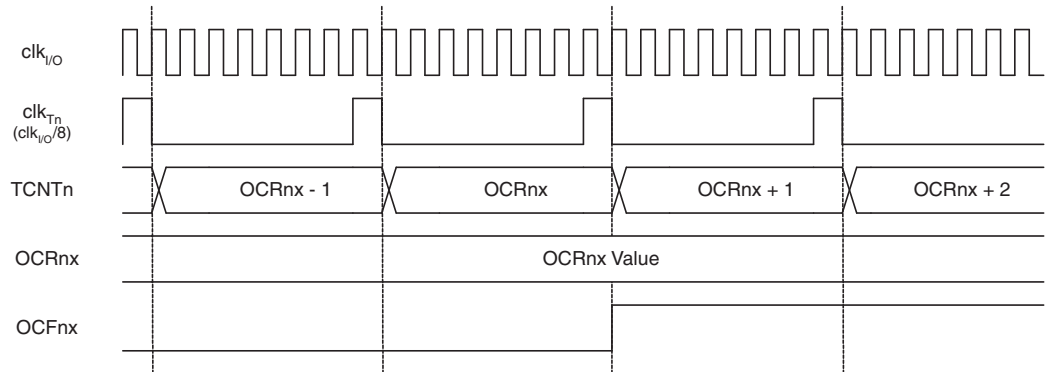 clkI/O
clkTn
(clkI/O/8)
TCNTn
OCRnx - 1
OCRnx
OCRnx + 1
OCRnx + 2
OCRnx
OCRnx Value
OCFnx